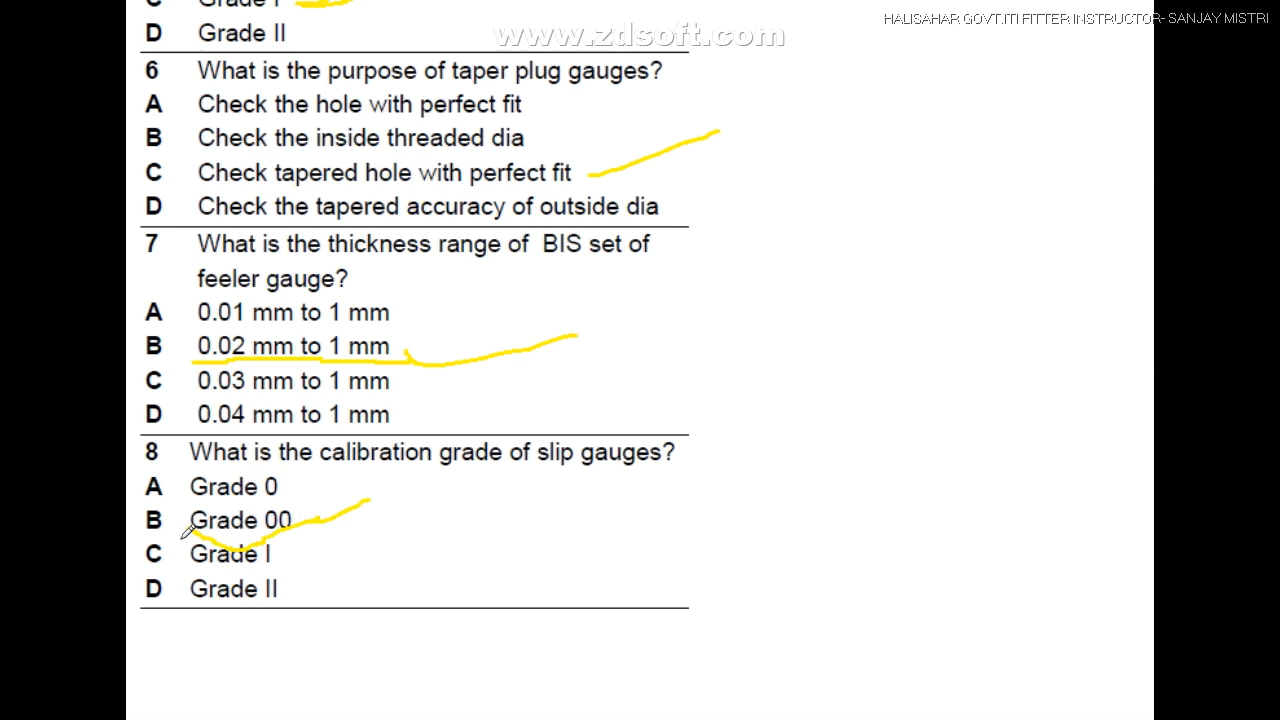 HALISAHAR GOVT.ITI FITTER INSTRUCTOR- SANJAY MISTRI
C Grade I
D Grade II
www.zdsoft.com
6 What is the purpose of taper plug gauges?
A Check the hole with perfect fit
B Check the inside threaded dia
C Check tapered hole with perfect fit
D Check the tapered accuracy of outside dia
7 What is the thickness range of BIS set of
feeler gauge?
A 0.01 mm to 1 mm
B 0.02 mm to 1 mm
C 0.03 mm to 1 mm
D 0.04 mm to 1 mm
8 What is the calibration grade of slip gauges?
A Grade 0
B Grade 00
C Grade I
D Grade II